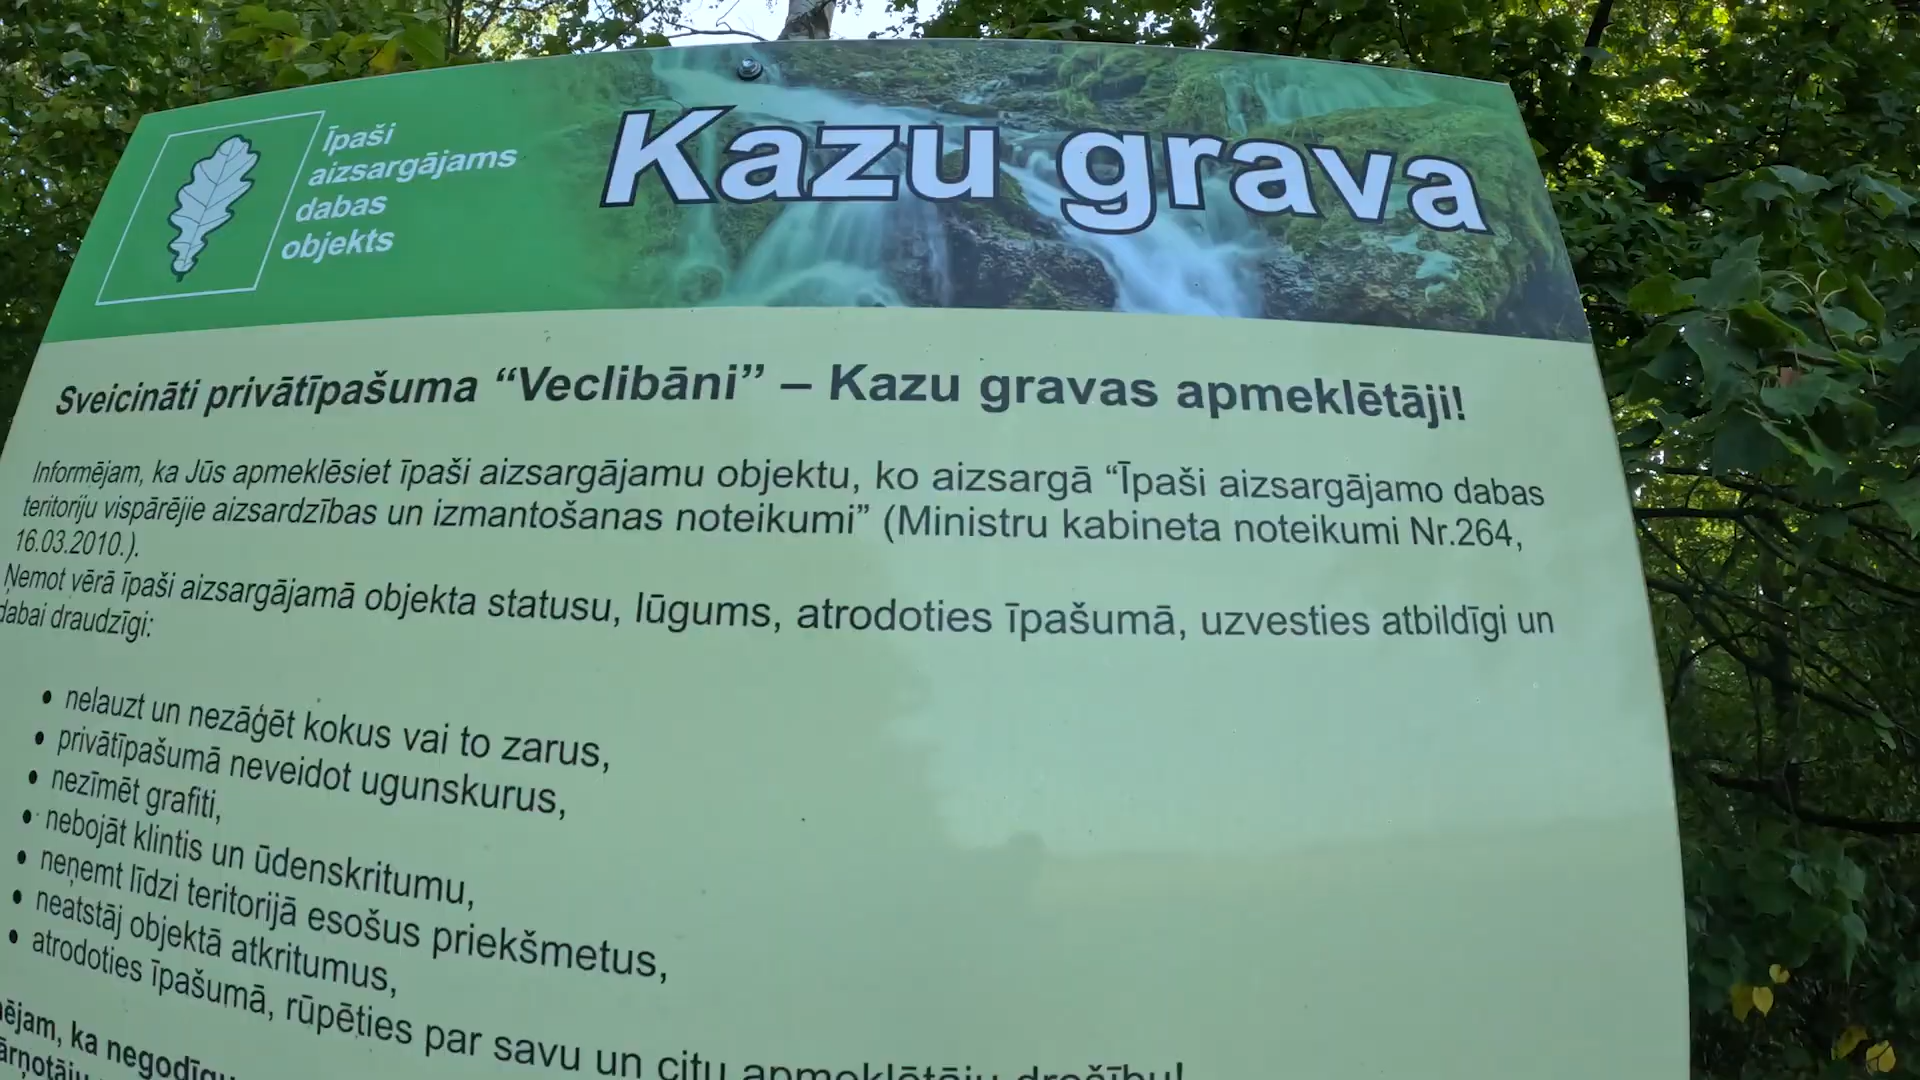 Īpaši
aizsargājams
dabas
objekts
Kazu grava
Sveicināti privātīpašuma “Veclibāni” – Kazu gravas apmeklētāji!
Informējam, ka Jūs apmeklēsiet īpaši aizsargājamu objektu, ko aizsargā “Īpaši aizsargājamo dabas
teritoriju vispārējie aizsardzības un izmantošanas noteikumi” (Ministru kabineta noteikumi Nr.264,
16.03.2010.).
Ņemot vērā īpaši aizsargājamā objekta statusu, lūgums, atrodoties īpašumā, uzvesties atbildīgi un
dabai draudzīgi:
• nelauzt un nezāģēt kokus vai to zarus,
• privātīpašumā neveidot ugunskurus,
• nezīmēt grafiti,
• nebojāt klintis un ūdenskritumu,
• neņemt līdzi teritorijā esošus priekšmetus,
• neatstāj objektā atkritumus,
• atrodoties īpašumā, rūpēties par savu un citu apmeklētāju drošību!
ka